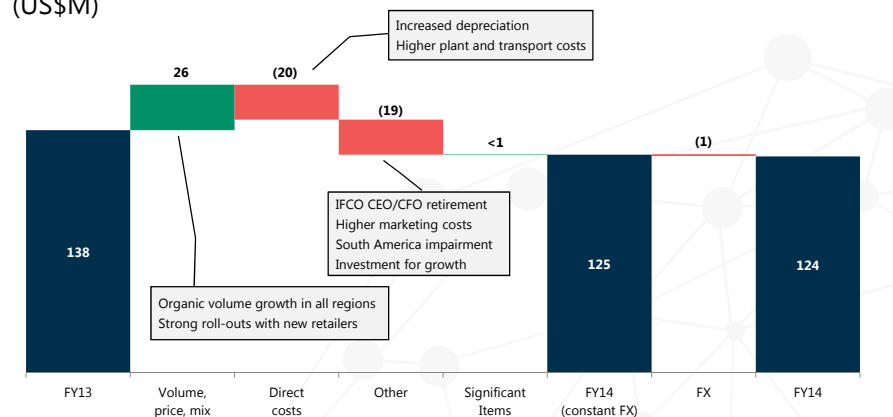 (US$M)
Increased depreciation
Higher plant and transport costs
26
(20)
(19)
<1
(1)
IFCO CEO/CFO retirement
Higher marketing costs
South America impairment
Investment for growth
138
125
124
Organic volume growth in all regions
Strong roll-outs with new retailers
FY13
Volume,
price, mix
Direct
costs
Other
Significant
Items
FY14
(constant FX)
FX
FY14